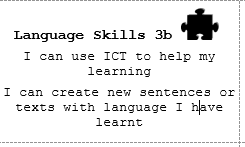 Language Skills 3b
I can use ICT to help my
learning
I can create new sentences or
texts with language I have
learnt